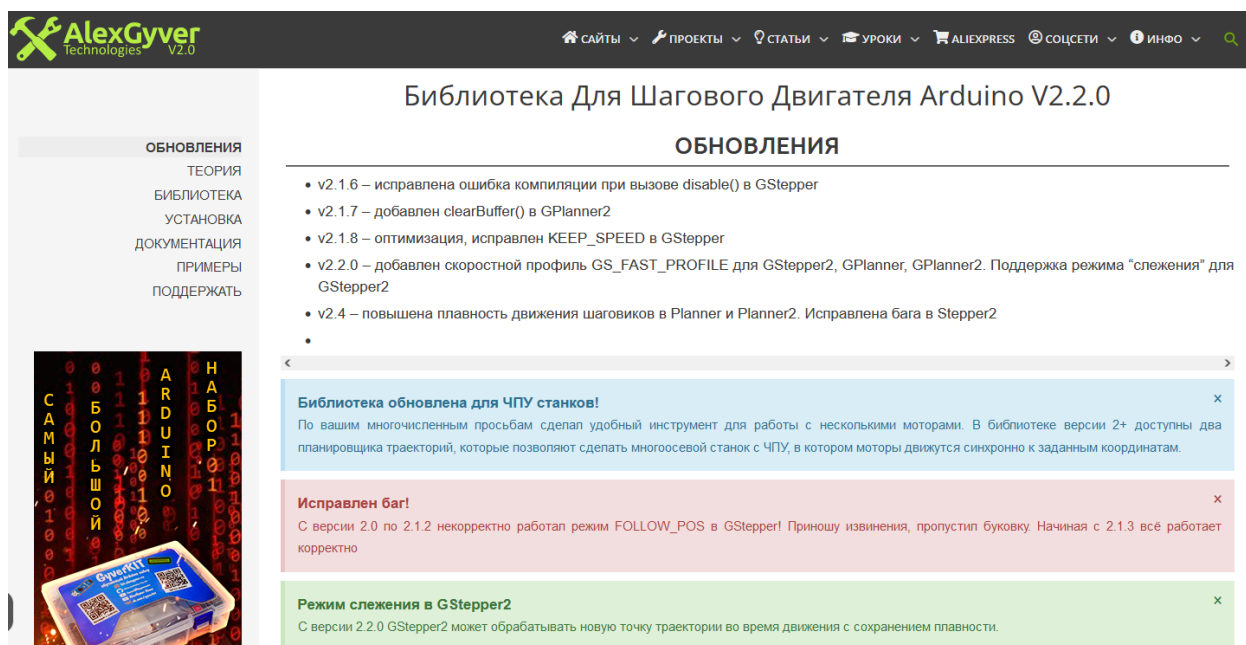 AlexGyver
Technologies V2.0
САЙТЫ ПРОЕКТЫ СТАТЬИ УРОКИ ALIEXPRESS СОЦСЕТИ ИНФО
Библиотека Для Шагового Двигателя Arduino V2.2.0
ОБНОВЛЕНИЯ
ТЕОРИЯ
БИБЛИОТЕКА
УСТАНОВКА
ДОКУМЕНТАЦИЯ
ПРИМЕРЫ
ПОДДЕРЖАТЬ
САМЫЙ
БОЛЬШОЙ
ARDUINO
НАБОР
GyverKIT
ОБНОВЛЕНИЯ
• v2.1.6 – исправлена ошибка компиляции при вызове disable() в GStepper
• v2.1.7 – добавлен clearBuffer() в GPlanner2
• v2.1.8 – оптимизация, исправлен KEEP_SPEED в GStepper
• v2.2.0 – добавлен скоростной профиль GS_FAST_PROFILE для GStepper2, GPlanner, GPlanner2. Поддержка режима “слежения” для
GStepper2
• v2.4 – повышена плавность движения шаговиков в Planner и Planner2. Исправлена бага в Stepper2
•
Библиотека обновлена для ЧПУ станков! ×
По вашим многочисленным просьбам сделал удобный инструмент для работы с несколькими моторами. В библиотеке версии 2+ доступны два
планировщика траекторий, которые позволяют сделать многоосевой станок с ЧПУ, в котором моторы движутся синхронно к заданным координатам.
Исправлен баг! ×
С версии 2.0 по 2.1.2 некорректно работал режим FOLLOW_POS в GStepper! Приношу извинения, пропустил буковку. Начиная с 2.1.3 всё работает
корректно
Режим слежения в GStepper2 ×
С версии 2.2.0 GStepper2 может обрабатывать новую точку траектории во время движения с сохранением плавности.